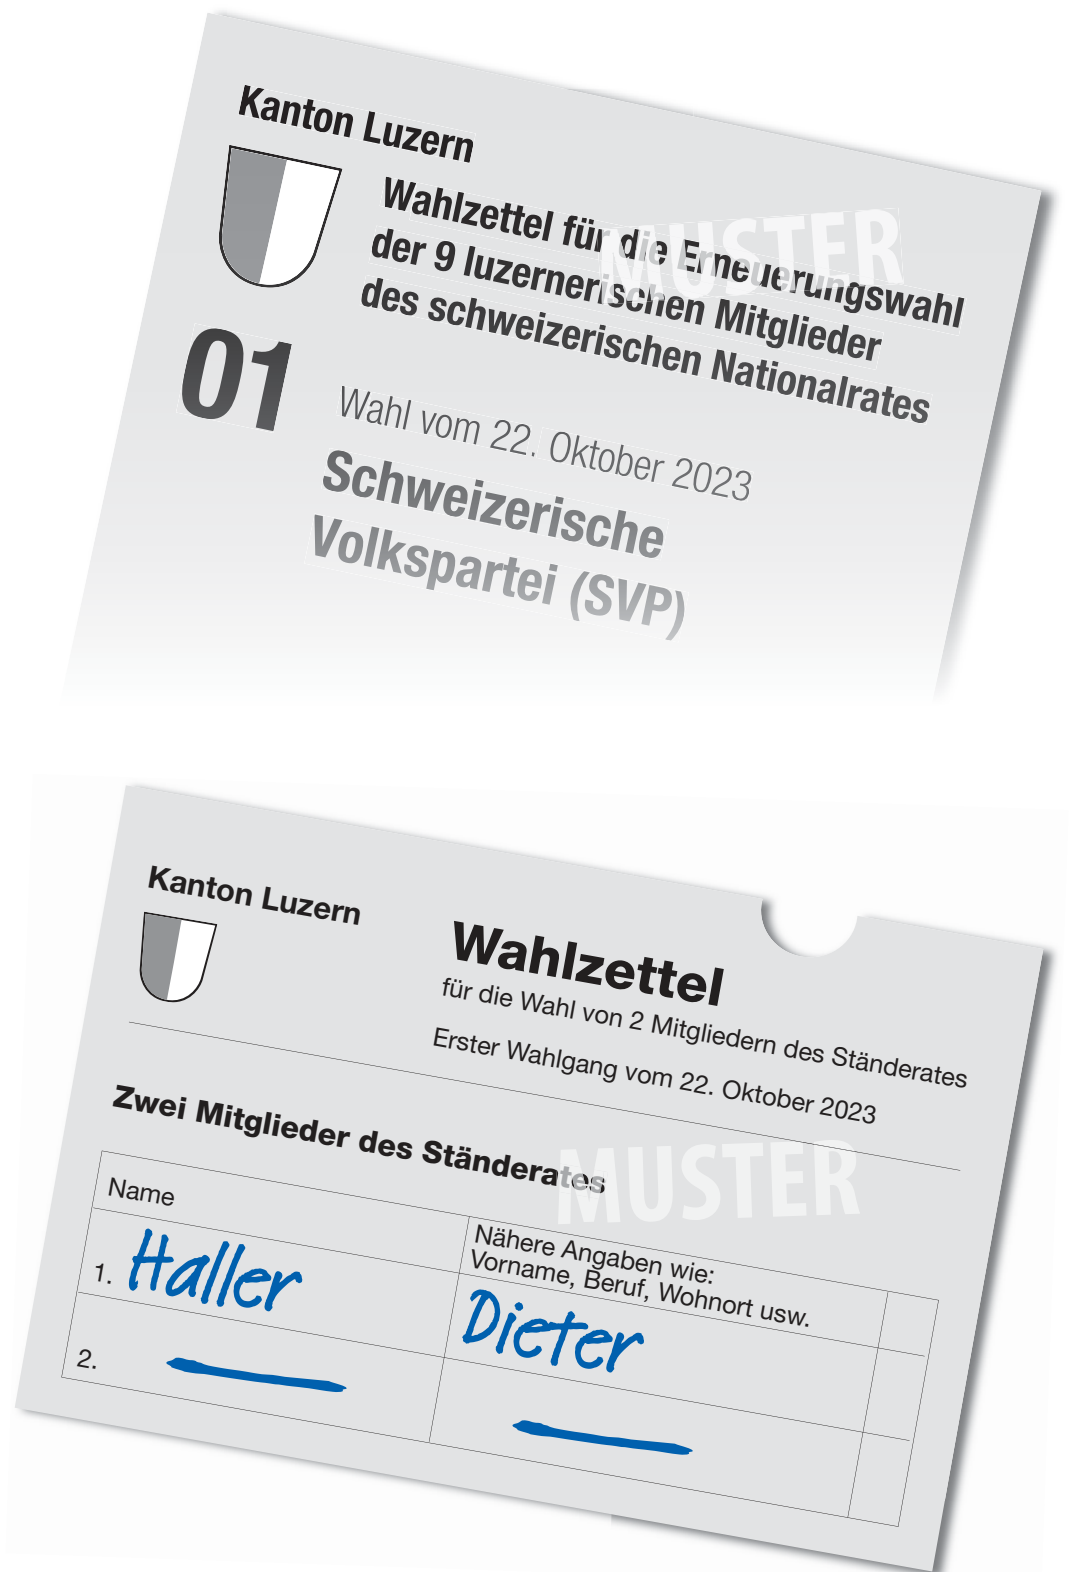 Kanton Luzern
Wahlzettel für die Erneuerungswahl
der 9 luzernerischen Mitglieder
des schweizerischen Nationalrates
MUSTER
01
Wahl vom 22. Oktober 2023
Schweizerische
Volkspartei (SVP)
Kanton Luzern
Wahlzettel
für die Wahl von 2 Mitgliedern des Ständerates
Erster Wahlgang vom 22. Oktober 2023
Zwei Mitglieder des Ständerates
MUSTER
Name
Nähere Angaben wie:
Vorname, Beruf, Wohnort usw.
1. Haller Dieter
2.